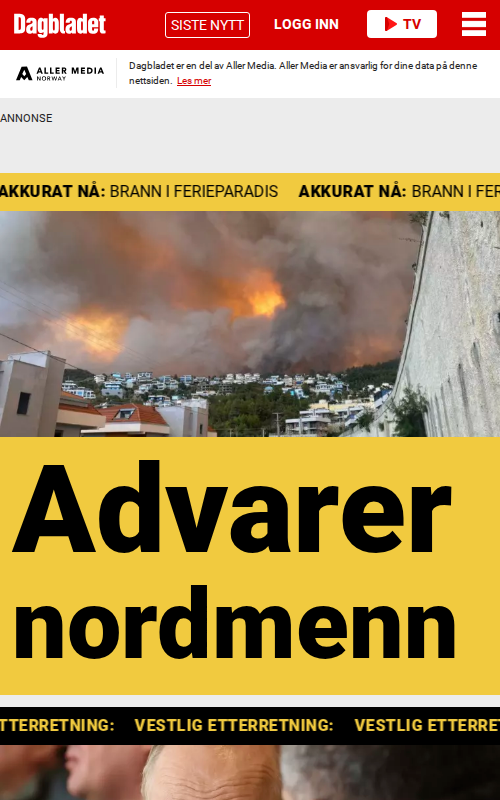 Dagbladet
SISTE NYTT
LOGG INN
TV
ALLER MEDIA
NORWAY
Dagbladet er en del av Aller Media. Aller Media er ansvarlig for dine data på denne
nettsiden. Les mer
ANNONSE
AKKURAT NÅ: BRANN I FERIEPARADIS AKKURAT NÅ: BRANN I FER
Advarer
nordmenn
TTERRETNING: VESTLIG ETTERRETNING: VESTLIG ETTERRET